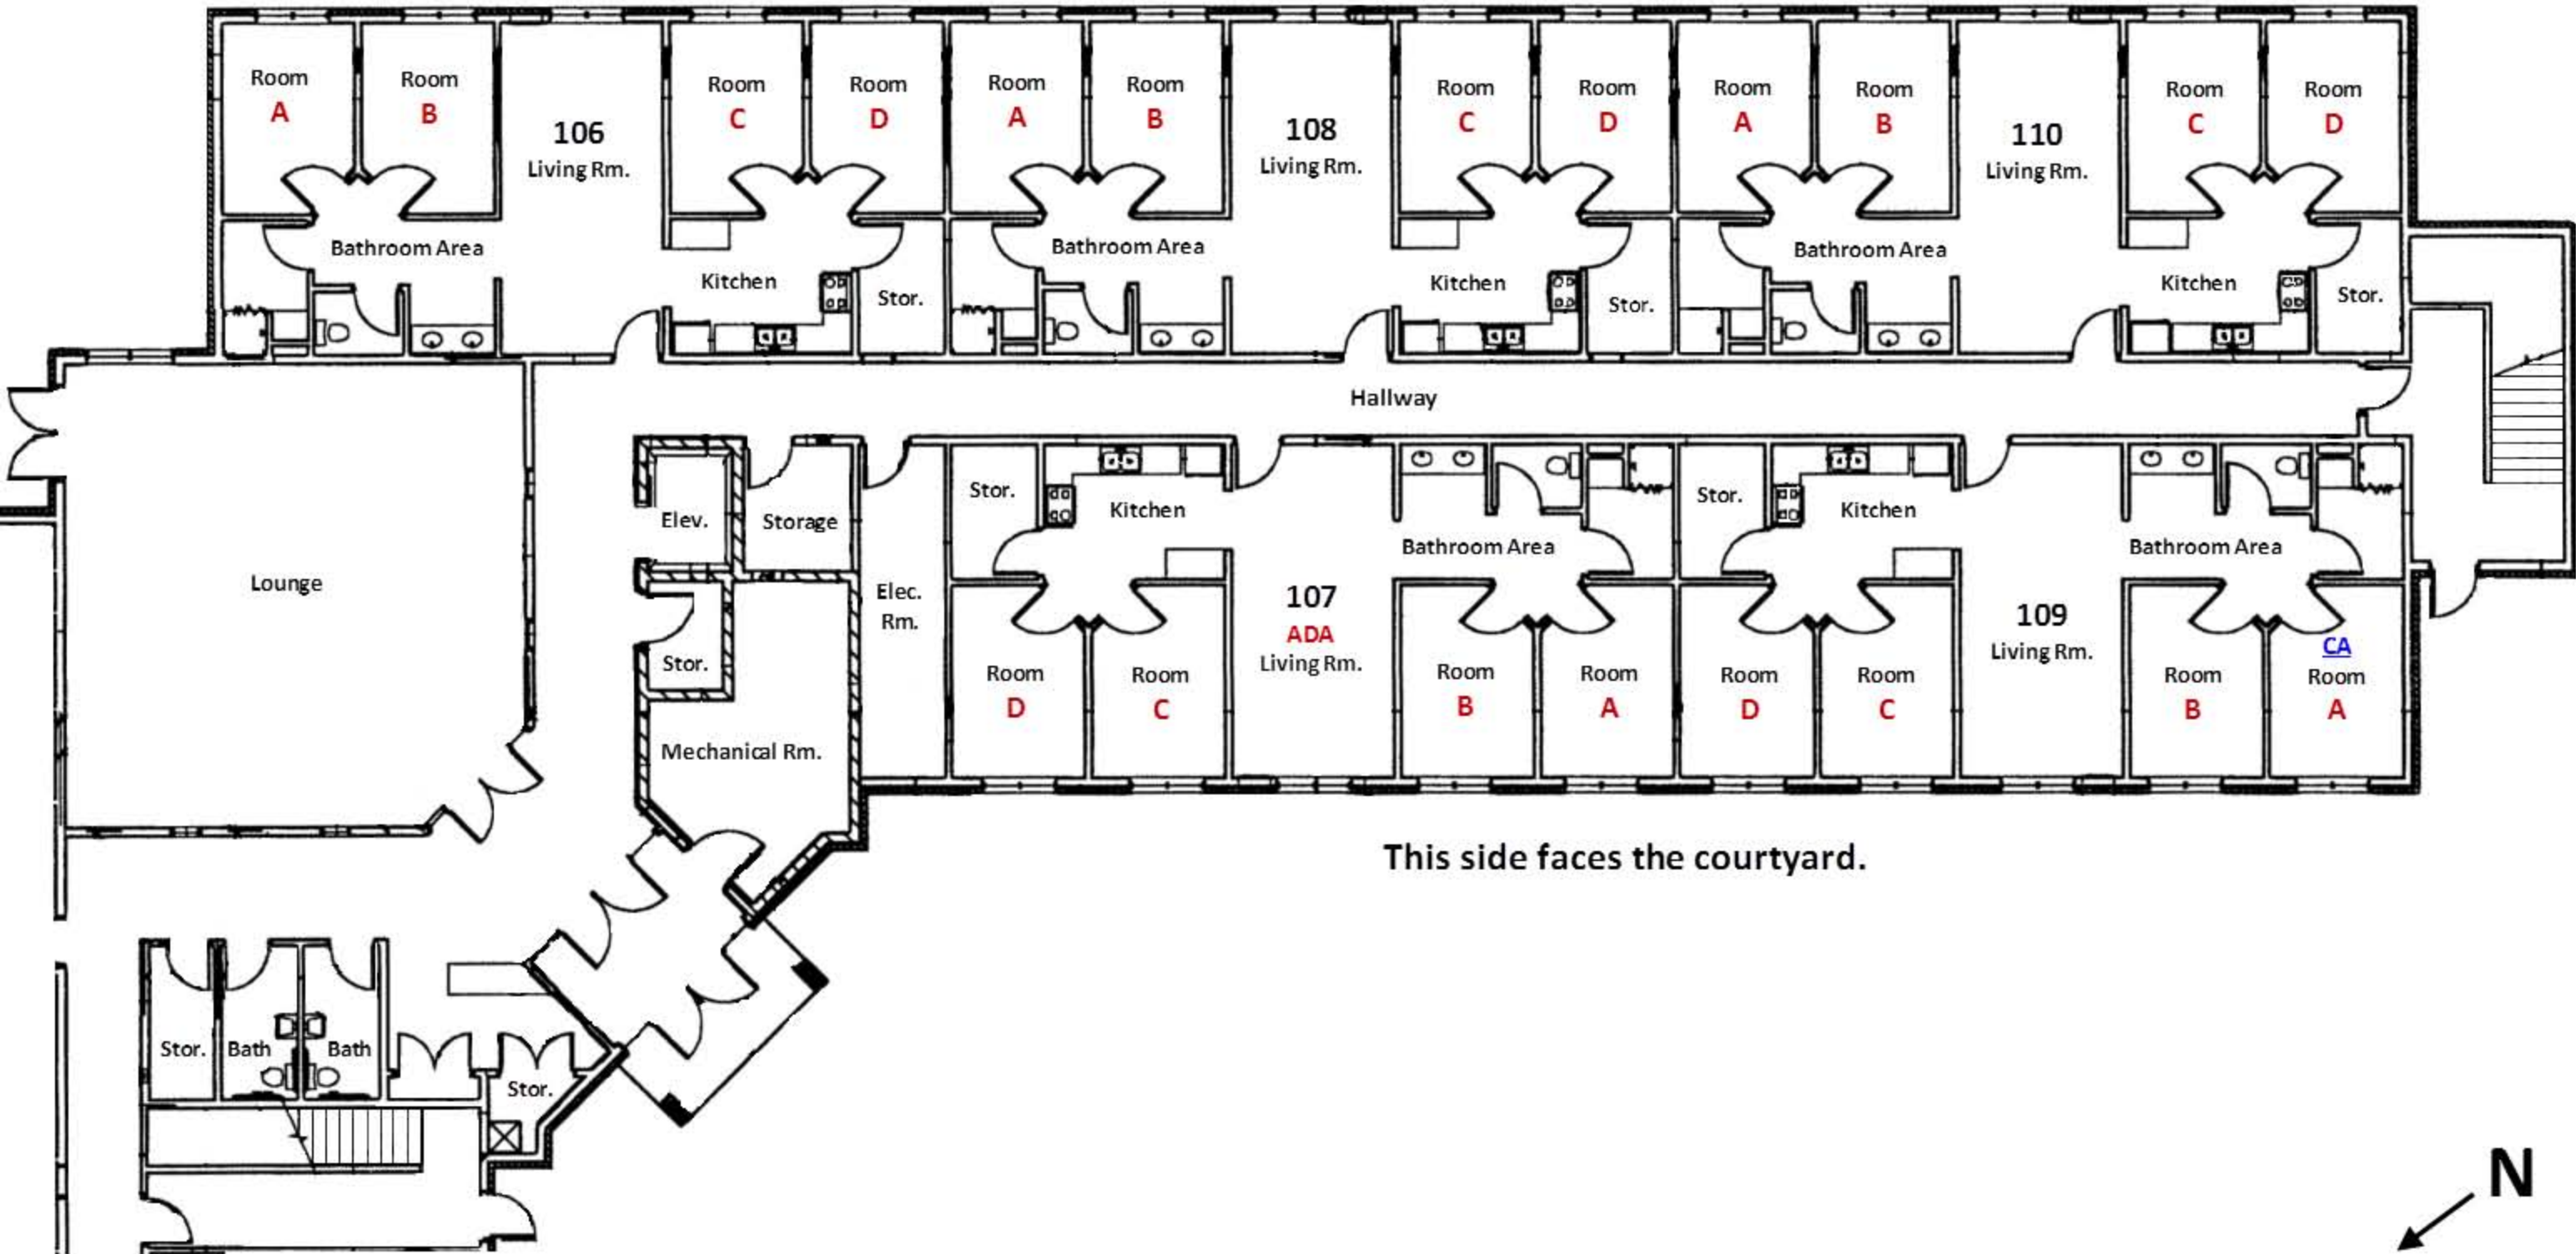 Room
A
Room
B
106
Living Rm.
Room
C
Room
D
Room
A
Room
B
108
Living Rm.
Room
C
Room
D
Room
A
Room
B
110
Living Rm.
Room
C
Room
D
Bathroom Area
Kitchen
Stor.
Bathroom Area
Kitchen
Stor.
Bathroom Area
Kitchen
Stor.
Hallway
Lounge
Elev.
Storage
Stor.
Mechanical Rm.
Elec.
Rm.
Stor.
Kitchen
Room
D
Room
C
107
ADA
Living Rm.
Bathroom Area
Room
B
Room
A
Stor.
Kitchen
Room
D
Room
C
109
Living Rm.
Bathroom Area
Room
B
CA
Room
A
This side faces the courtyard.
Stor.
Bath
Bath
Stor.
N